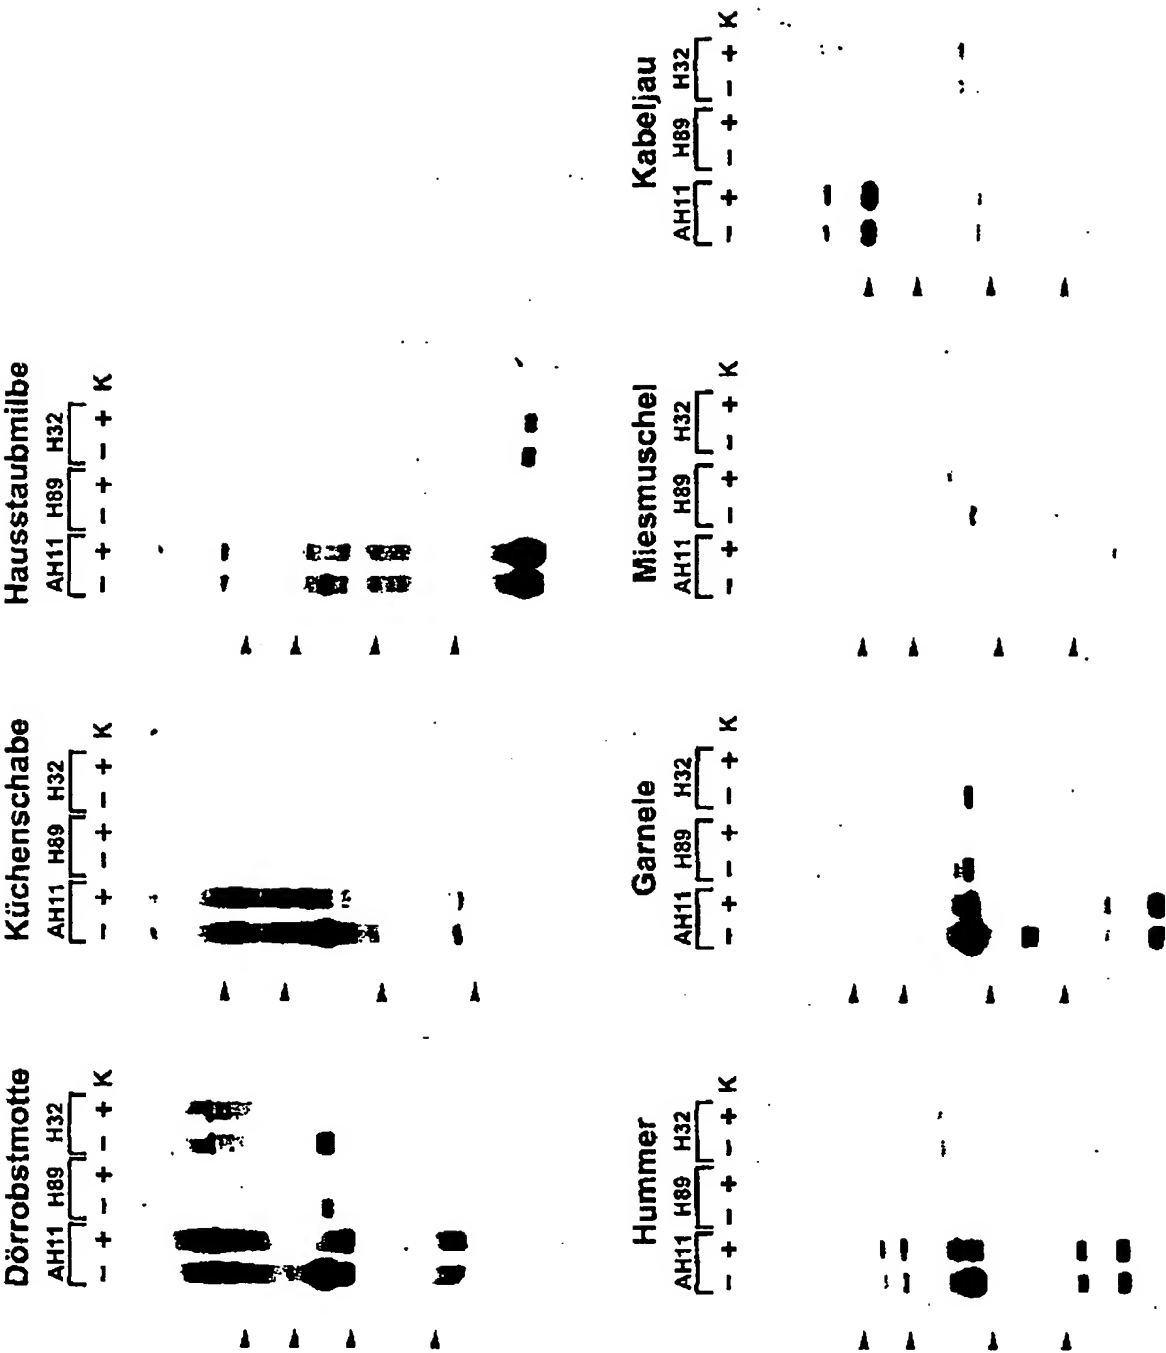 Dörrobstmotte
AH11 H89 H32
− + − + − + K
Küchenschabe
AH11 H89 H32
− + − + − + K
Hausstaubmilbe
AH11 H89 H32
− + − + − + K
Hummer
AH11 H89 H32
− + − + − + K
Garnele
AH11 H89 H32
− + − + − + K
Miesmuschel
AH11 H89 H32
− + − + − + K
Kabeljau
AH11 H89 H32
− + − + − + K